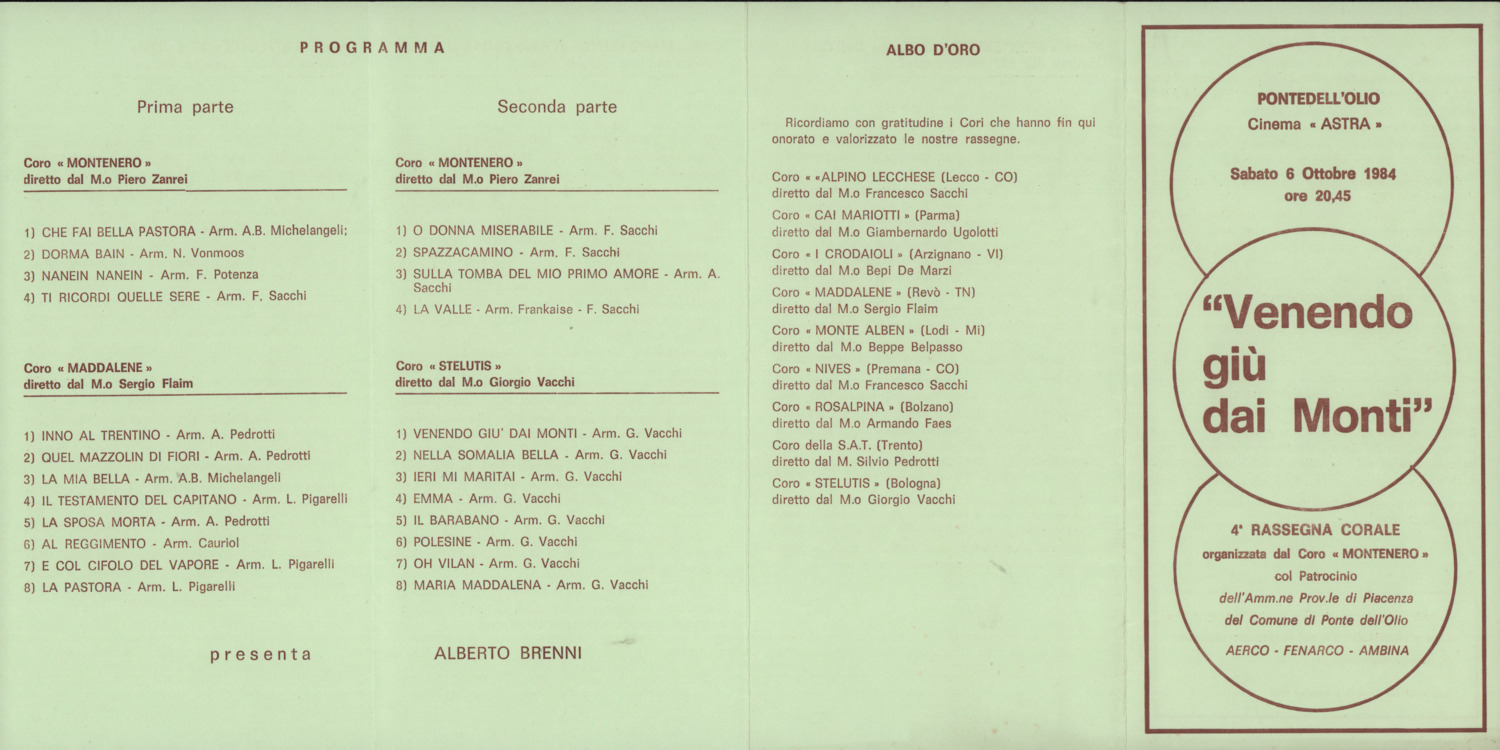 PROGRAMMA
Prima parte
Coro « MONTENERO »
diretto dal M.o Piero Zanrei
1) CHE FAI BELLA PASTORA - Arm. A.B. Michelangeli;
2) DORMA BAIN - Arm. N. Vonmoos
3) NANEIN NANEIN - Arm. F. Potenza
4) TI RICORDI QUELLE SERE - Arm. F. Sacchi
Coro « MADDALENE »
diretto dal M.o Sergio Flaim
1) INNO AL TRENTINO - Arm. A. Pedrotti
2) QUEL MAZZOLIN DI FIORI - Arm. A. Pedrotti
3) LA MIA BELLA - Arm. A.B. Michelangeli
4) IL TESTAMENTO DEL CAPITANO - Arm. L. Pigarelli
5) LA SPOSA MORTA - Arm. A. Pedrotti
6) AL REGGIMENTO - Arm. Cauriol
7) E COL CIFOLO DEL VAPORE - Arm. L. Pigarelli
8) LA PASTORA - Arm. L. Pigarelli
Seconda parte
Coro « MONTENERO »
diretto dal M.o Piero Zanrei
1) O DONNA MISERABILE - Arm. F. Sacchi
2) SPAZZACAMINO - Arm. F. Sacchi
3) SULLA TOMBA DEL MIO PRIMO AMORE - Arm. A.
Sacchi
4) LA VALLE - Arm. Frankaise - F. Sacchi
Coro « STELUTIS »
diretto dal M.o Giorgio Vacchi
1) VENENDO GIU' DAI MONTI - Arm. G. Vacchi
2) NELLA SOMALIA BELLA - Arm. G. Vacchi
3) IERI MI MARITAI - Arm. G. Vacchi
4) EMMA - Arm. G. Vacchi
5) IL BARABANO - Arm. G. Vacchi
6) POLESINE - Arm. G. Vacchi
7) OH VILAN - Arm. G. Vacchi
8) MARIA MADDALENA - Arm. G. Vacchi
presenta ALBERTO BRENNI
ALBO D'ORO
Ricordiamo con gratitudine i Cori che hanno fin qui
onorato e valorizzato le nostre rassegne.
Coro « «ALPINO LECCHESE (Lecco - CO)
diretto dal M.o Francesco Sacchi
Coro « CAI MARIOTTI » (Parma)
diretto dal M.o Giambernardo Ugolotti
Coro « I CRODAIOLI » (Arzignano - VI)
diretto dal M.o Bepi De Marzi
Coro « MADDALENE » (Revò - TN)
diretto dal M.o Sergio Flaim
Coro « MONTE ALBEN » (Lodi - Mi)
diretto dal M.o Beppe Belpasso
Coro « NIVES » (Premana - CO)
diretto dal M.o Francesco Sacchi
Coro « ROSALPINA » (Bolzano)
diretto dal M.o Armando Faes
Coro della S.A.T. (Trento)
diretto dal M. Silvio Pedrotti
Coro « STELUTIS » (Bologna)
diretto dal M.o Giorgio Vacchi
PONTEDELL'OLIO
Cinema « ASTRA »
Sabato 6 Ottobre 1984
ore 20,45
“Venendo
giù
dai Monti”
4ª RASSEGNA CORALE
organizzata dal Coro « MONTENERO »
col Patrocinio
dell'Amm.ne Prov.le di Piacenza
del Comune di Ponte dell'Olio
AERCO - FENARCO - AMBINA